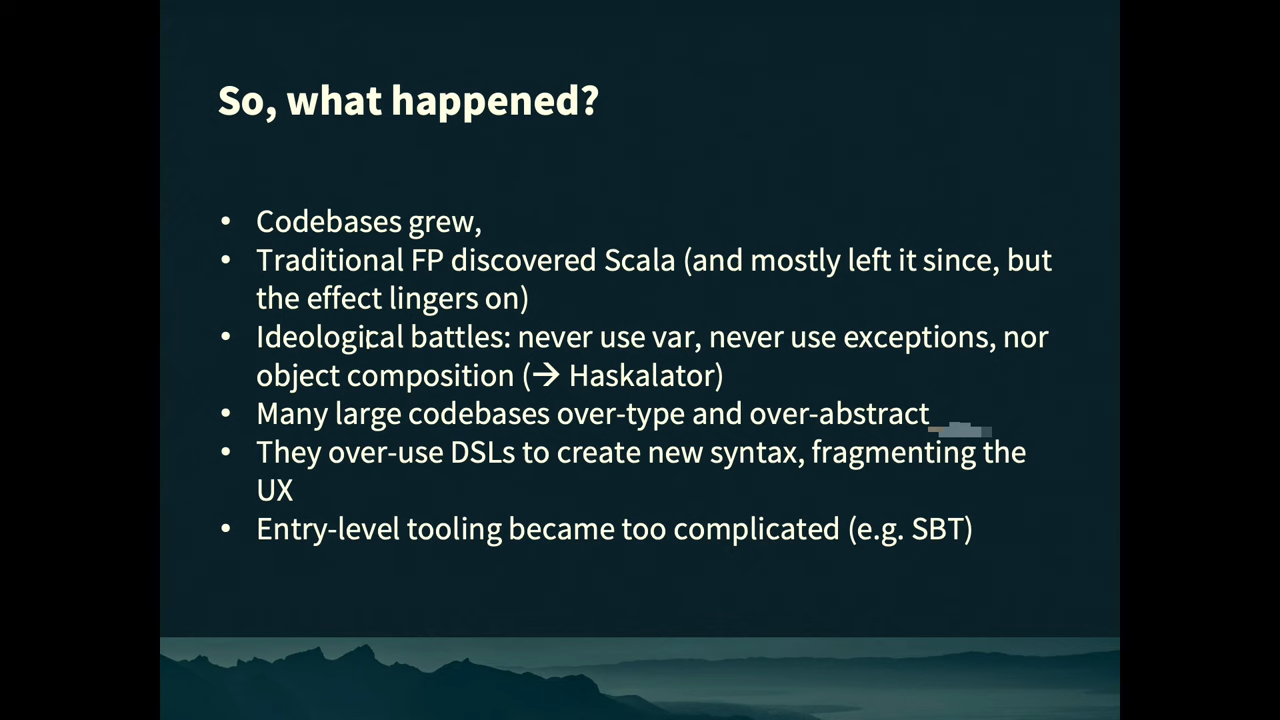 So, what happened?
• Codebases grew,
• Traditional FP discovered Scala (and mostly left it since, but
the effect lingers on)
• Ideological battles: never use var, never use exceptions, nor
object composition (→ Haskalator)
• Many large codebases over-type and over-abstract
• They over-use DSLs to create new syntax, fragmenting the
UX
• Entry-level tooling became too complicated (e.g. SBT)